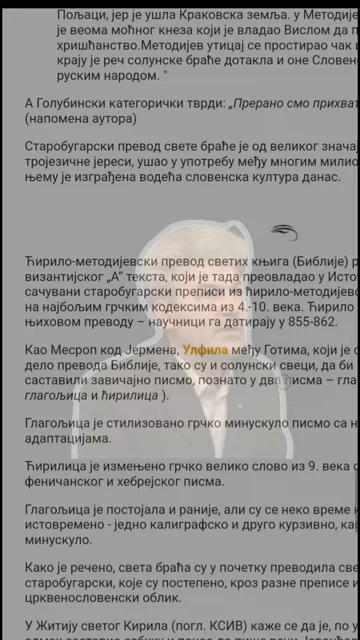 Пољаци, јер је ушла Краковска земља. у Методије
је веома моћног кнеза који је владао Вислом да п
хришћанство.Методијев утицај се простирао чак и
крају је реч солунске браће дотакла и оне Словен
руским народом. "
А Голубински категорички тврди: „Прерано смо прихват
(напомена аутора)
Старобугарски превод свете браће је од великог значај
тројезичне јереси, ушао у употребу међу многим милио
њему је изграђена водећа словенска култура данас.
Ћирило-методијевски превод светих књига (Библије) р
византијског „А” текста, који је тада преовладао у Исто
сачувани старобугарски преписи из ћирило-методијевс
на најбољим грчким кодексима из 4.-10. века. Ћирило
њиховом преводу – научници га датирају у 855-862.
Као Месроп код Јермена, Улфила међу Готима, који је с
дело превода Библије, тако су и солунски свеци, да би
саставили завичајно писмо, познато у два писма – гла
глагољица и ћирилица ).
Глагољица је стилизовано грчко минускуло писмо са н
адаптацијама.
Ћирилица је измењено грчко велико слово из 9. века с
феничанског и хебрејског писма.
Глагољица је постојала и раније, али су се неко време к
истовремено - једно калиграфско и друго курзивно, кар
минускуло.
Како је речено, света браћа су у почетку преводила све
старобугарски, које су постепено, кроз разне преписе и
црквенословенски облик.
У Житију светог Кирила (погл. КСИВ) каже се да је, по у